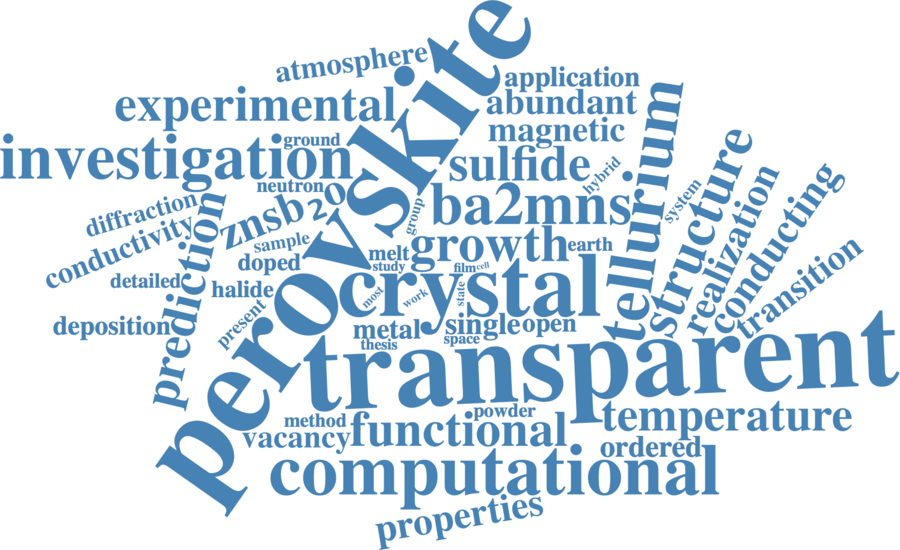 perovskite
atmosphere
application
experimental
abundant
magnetic
ground
investigation
sulfide
tellurium
structure
hybrid
neutron
ba2mns
system
znsb2o
group
realization
conducting
diffraction
conductivity
prediction
sample
growth
earth
transition
doped
melt
study
film
cell
detailed
halide
crystal
most
work
state
present
deposition
metal
single
open
thesis
space
transparent
method
powder
temperature
vacancy
functional
ordered
computational
properties